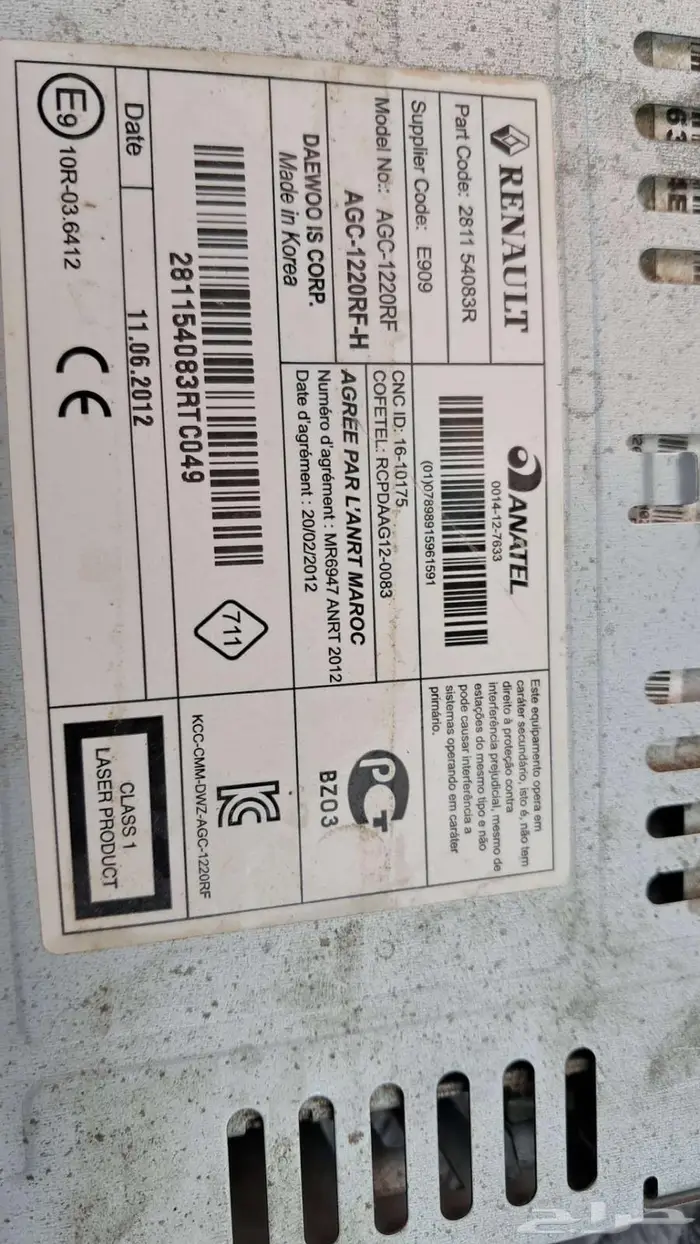 RENAULT
Part Code: 2811 54083R
Supplier Code: E909
Model No.: AGC-1220RF
AGC-1220RF-H
DAEWOO IS CORP.
Made in Korea
ANATEL
0014-12-7633
(01)07898915961591
CNC ID: 16-10175
COFETEL: RCPDAAG12-0083
AGREE PAR L'ANRT MAROC
Numéro d'agrément : MR6947 ANRT 2012
Date d'agrément : 20/02/2012
Este equipamento opera em
caráter secundário, isto é, não tem
direito à proteção contra
interferência prejudicial, mesmo de
estações do mesmo tipo e não
pode causar interferência a
sistemas operando em caráter
primário.
PCT
BZ03
281154083RTC049
711
KC
KCC-CMM-DWZ-AGC-1220RF
Date
11.06.2012
E9
10R-03.6412
CE
CLASS 1
LASER PRODUCT
حراج